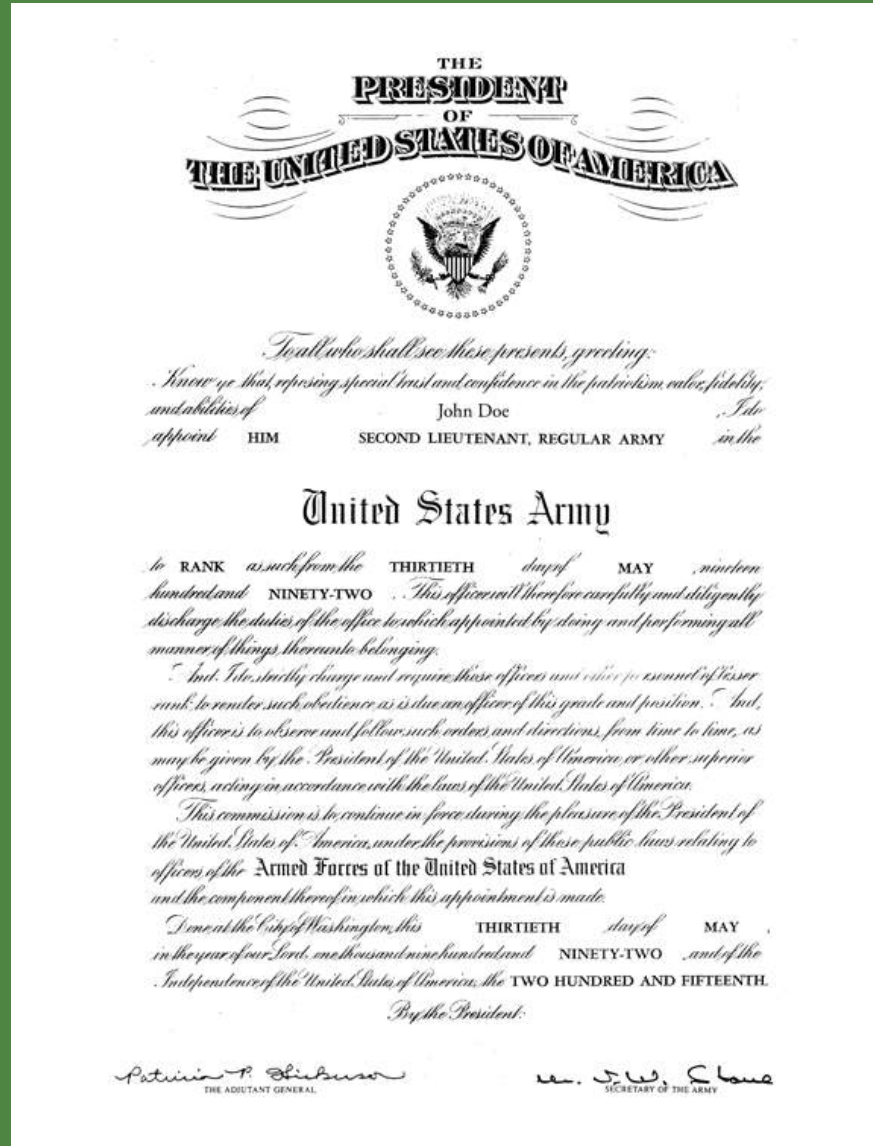 THE
PRESIDENT
OF
THE UNITED STATES OF AMERICA
To all who shall see these presents, greeting:
Know ye that, reposing special trust and confidence in the patriotism, valor, fidelity,
and abilities of John Doe , I do
appoint HIM SECOND LIEUTENANT, REGULAR ARMY in the
United States Army
to RANK as such from the THIRTIETH day of MAY , nineteen
hundred and NINETY-TWO . This officer will therefore carefully and diligently
discharge the duties of the office to which appointed by doing and performing all
manner of things thereunto belonging.
And I do strictly charge and require those officers and other personnel of lesser
rank to render such obedience as is due an officer of this grade and position. And,
this officer is to observe and follow such orders and directions, from time to time, as
may be given by the President of the United States of America or other superior
officers, acting in accordance with the laws of the United States of America.
This commission is to continue in force during the pleasure of the President of
the United States of America, under the provisions of those public laws relating to
officers of the Armed Forces of the United States of America
and the component thereof in which this appointment is made.
Done at the City of Washington, this THIRTIETH day of MAY ,
in the year of our Lord, one thousand nine hundred and NINETY-TWO , and of the
Independence of the United States of America, the TWO HUNDRED AND FIFTEENTH.
By the President:
Patricia P. Hickerson
THE ADJUTANT GENERAL
SECRETARY OF THE ARMY